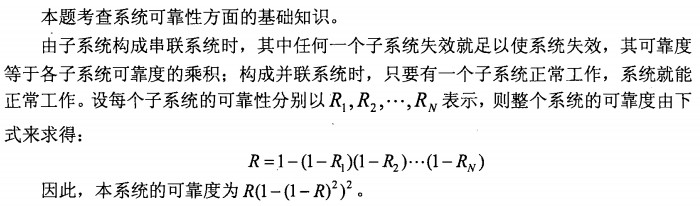 本题考查系统可靠性方面的基础知识。
由子系统构成串联系统时，其中任何一个子系统失效就足以使系统失效，其可靠度
等于各子系统可靠度的乘积；构成并联系统时，只要有一个子系统正常工作，系统就能
正常工作。设每个子系统的可靠性分别以 R₁,R₂,⋯,R_N 表示，则整个系统的可靠度由下
式来求得：
R=1−(1−R₁)(1−R₂)⋯(1−R_N)
因此，本系统的可靠度为 R(1−(1−R)²)²。